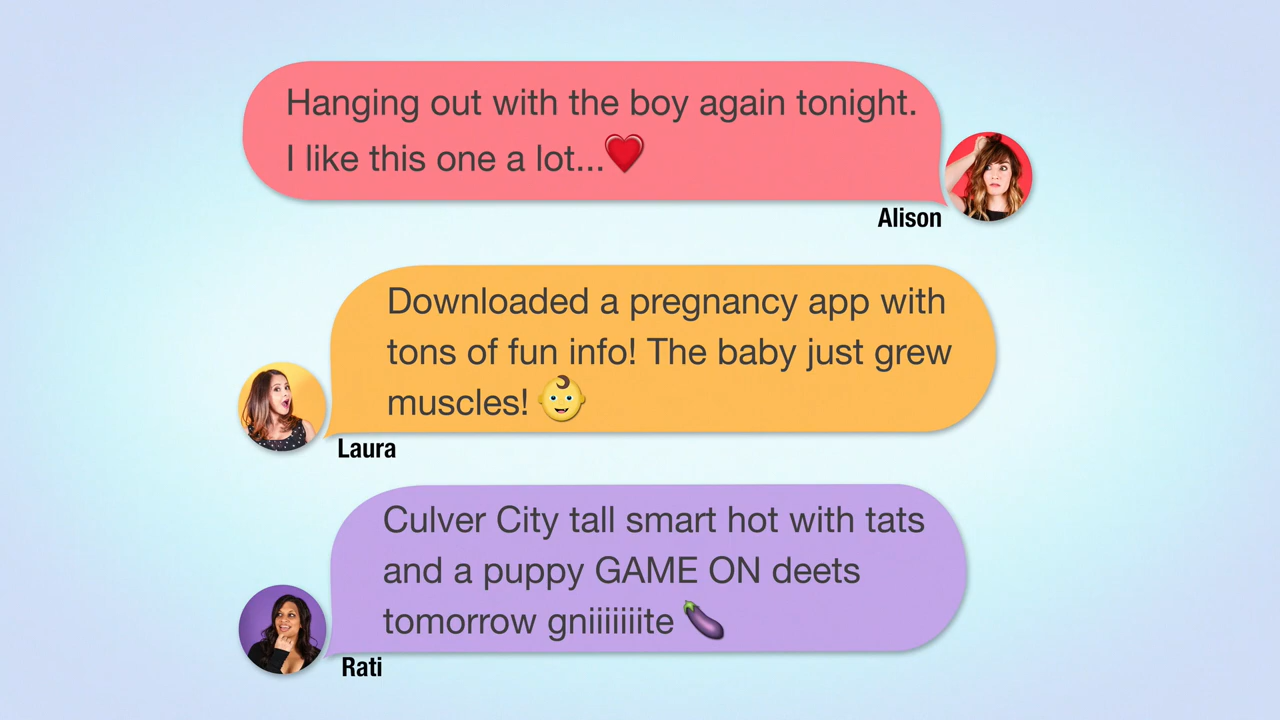 Hanging out with the boy again tonight.
I like this one a lot...❤️
Alison
Downloaded a pregnancy app with
tons of fun info! The baby just grew
muscles! 👶
Laura
Culver City tall smart hot with tats
and a puppy GAME ON deets
tomorrow gniiiiiiite 🍆
Rati